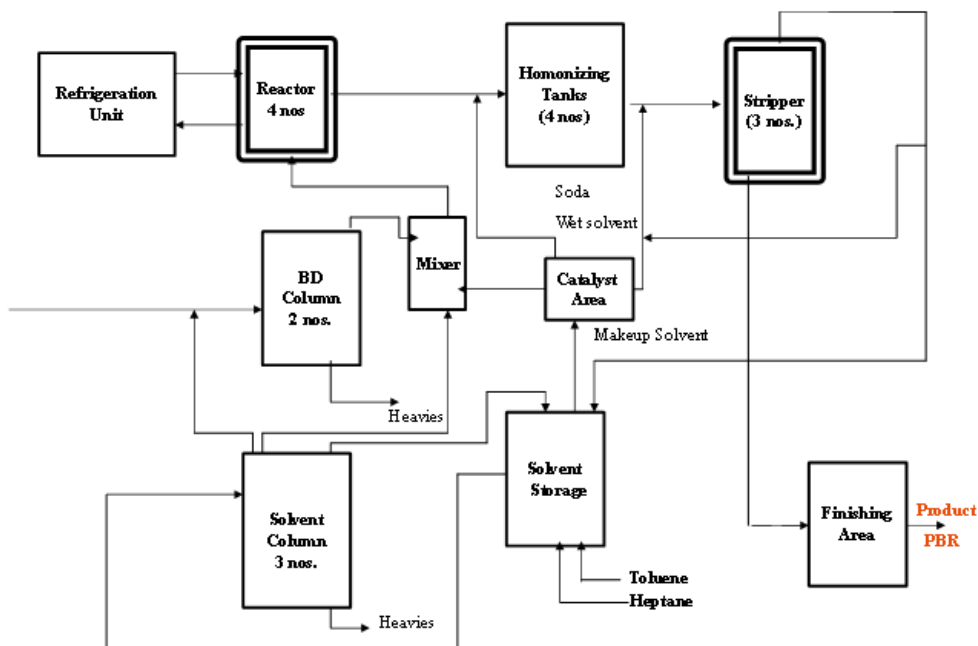 Refrigeration
Unit
Reactor
4 nos
Homonizing
Tanks
(4 nos)
Stripper
(3 nos.)
Soda
Wet solvent
BD
Column
2 nos.
Mixer
Catalyst
Area
Makeup Solvent
Heavies
Solvent
Column
3 nos.
Solvent
Storage
Finishing
Area
Product
PBR
Toluene
Heptane
Heavies